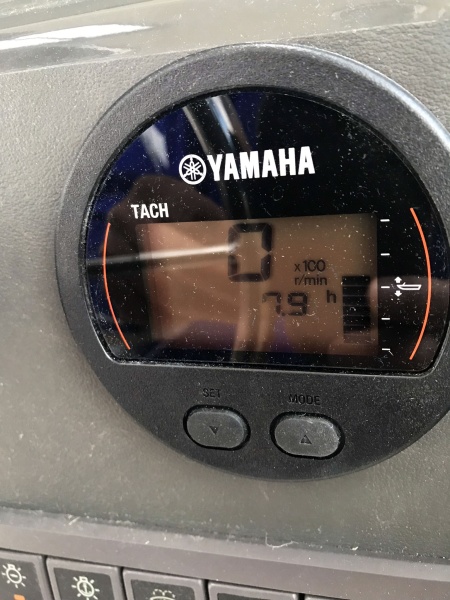 YAMAHA
TACH
0
x100
r/min
7.9 h
SET
MODE